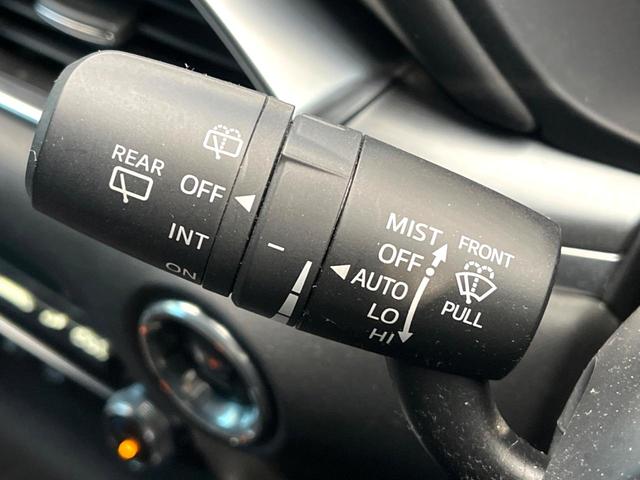 REAR
OFF
INT
ON
MIST
OFF
AUTO
LO
HI
FRONT
PULL